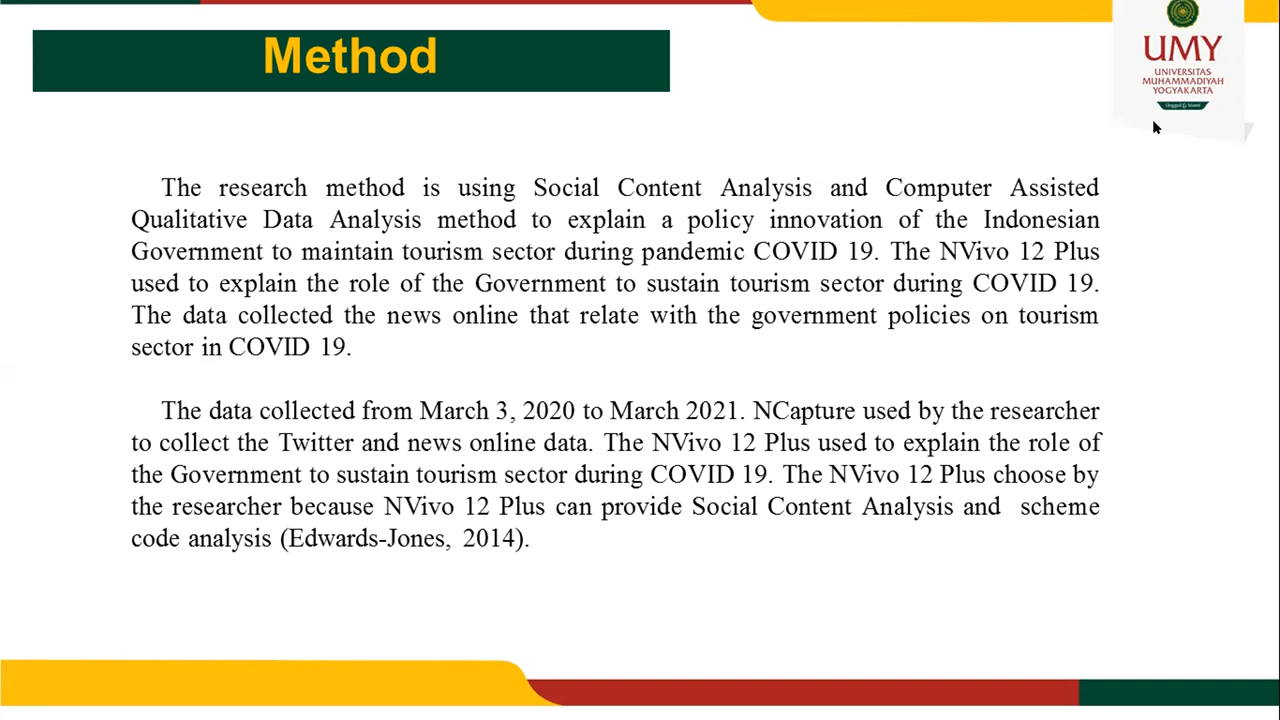 Method
UMY
UNIVERSITAS
MUHAMMADIYAH
YOGYAKARTA
Unggul & Islami
The research method is using Social Content Analysis and Computer Assisted
Qualitative Data Analysis method to explain a policy innovation of the Indonesian
Government to maintain tourism sector during pandemic COVID 19. The NVivo 12 Plus
used to explain the role of the Government to sustain tourism sector during COVID 19.
The data collected the news online that relate with the government policies on tourism
sector in COVID 19.
The data collected from March 3, 2020 to March 2021. NCapture used by the researcher
to collect the Twitter and news online data. The NVivo 12 Plus used to explain the role of
the Government to sustain tourism sector during COVID 19. The NVivo 12 Plus choose by
the researcher because NVivo 12 Plus can provide Social Content Analysis and scheme
code analysis (Edwards-Jones, 2014).